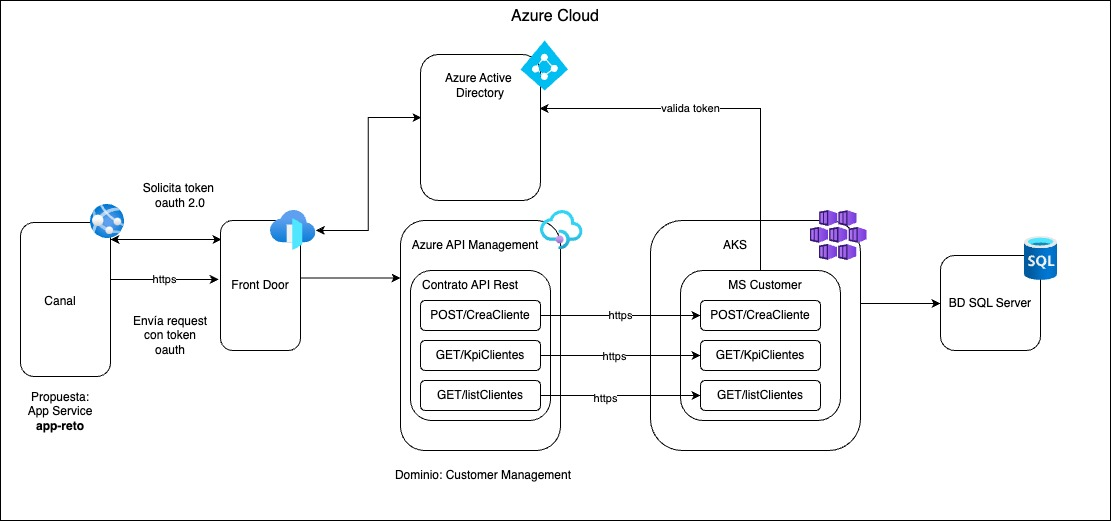 Azure Cloud
Azure Active
Directory
valida token
Solicita token
oauth 2.0
Canal
https
Front Door
Envía request
con token
oauth
Propuesta:
App Service
app-reto
Azure API Management
Contrato API Rest
POST/CreaCliente
GET/KpiClientes
GET/listClientes
Dominio: Customer Management
https
https
https
AKS
MS Customer
POST/CreaCliente
GET/KpiClientes
GET/listClientes
SQL
BD SQL Server